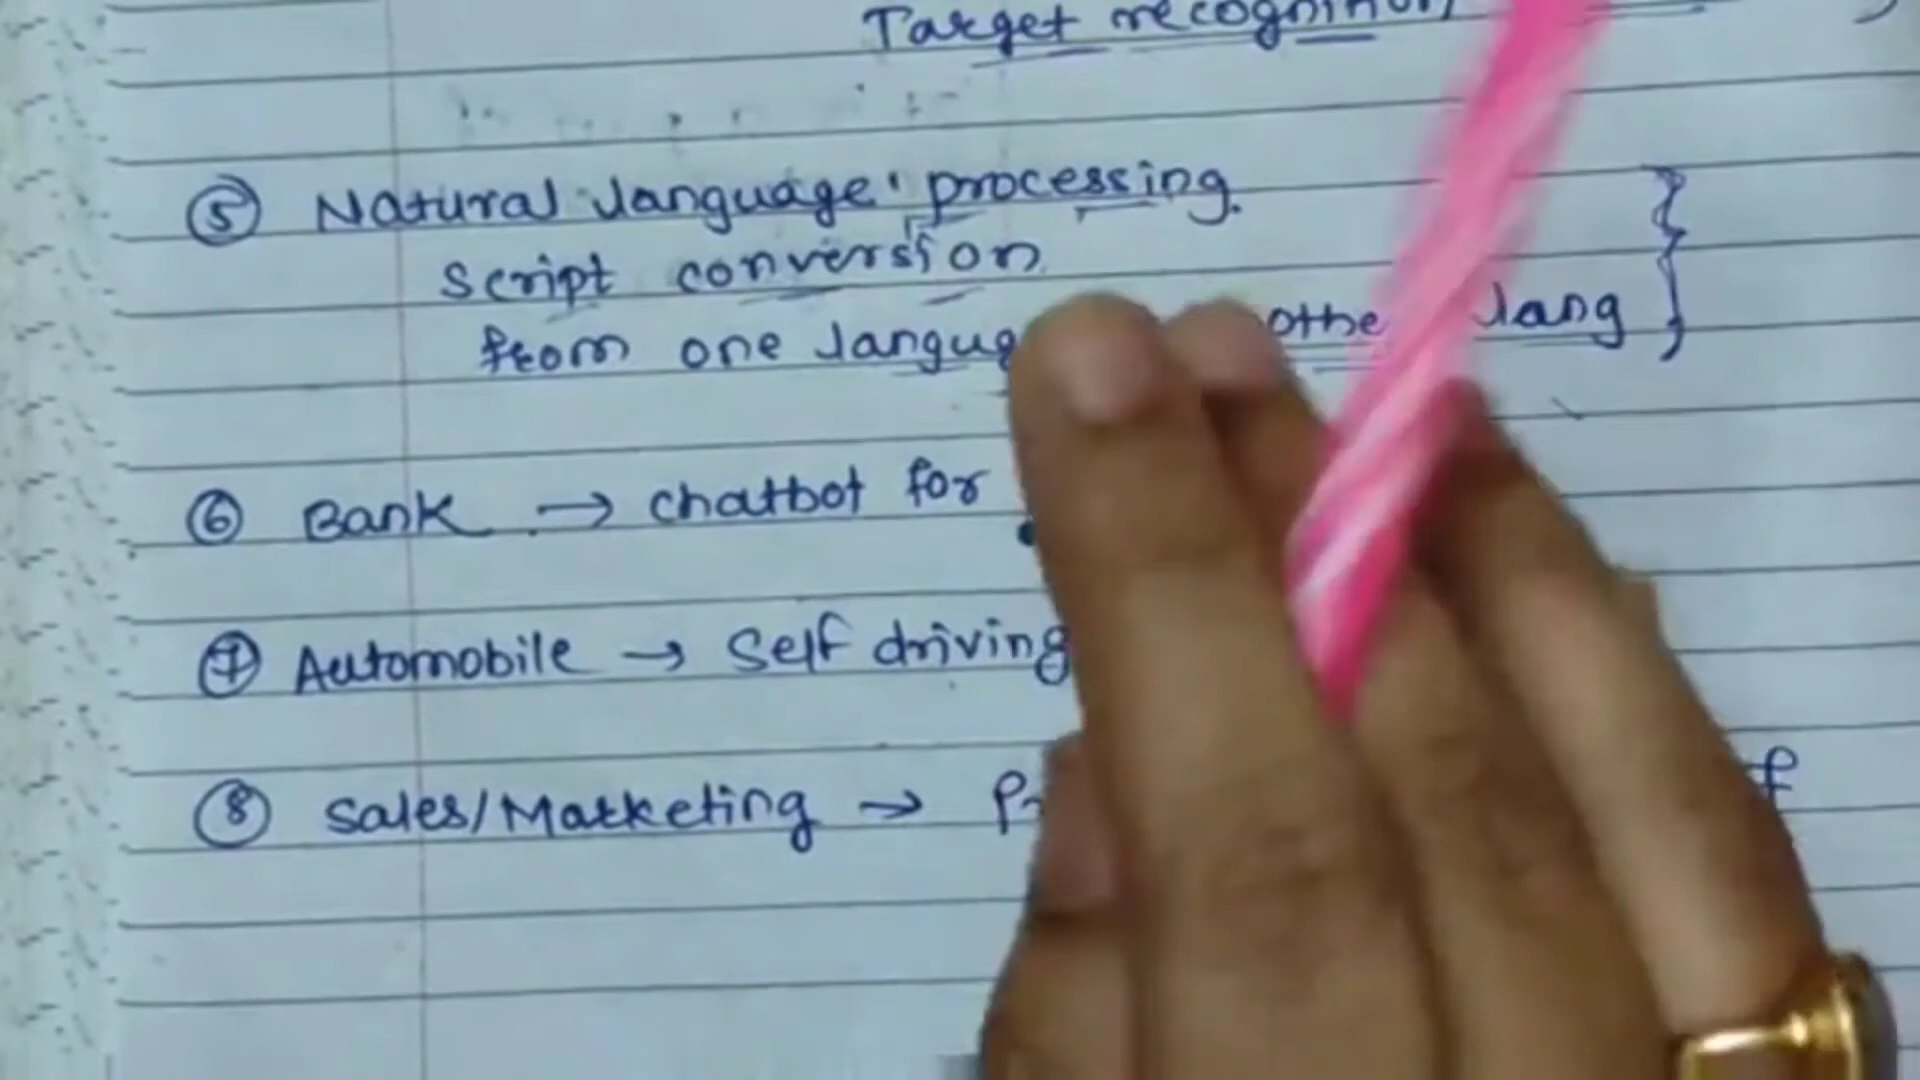 Target recognition
⑤ Natural language processing.
script conversion
from one langug othe lang }
⑥ Bank → chatbot for
⑦ Automobile → Self driving
⑧ Sales/Marketing →